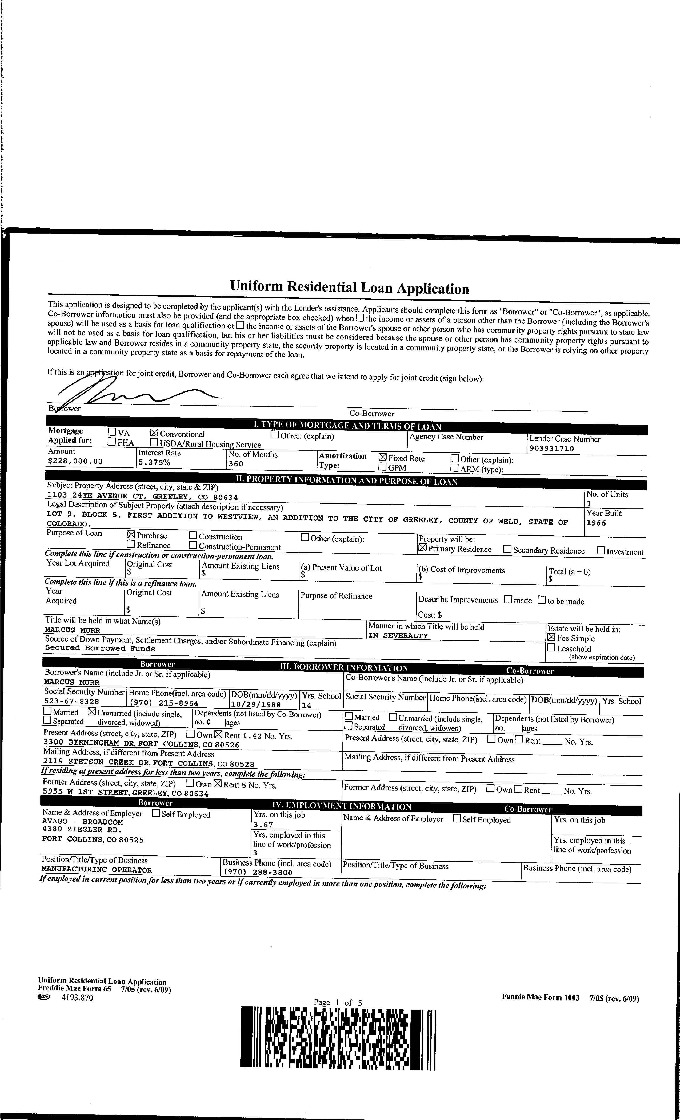 Uniform Residential Loan Application
This application is designed to be completed by the applicant(s) with the Lender's assistance. Applicants should complete this form as "Borrower" or "Co-Borrower", as applicable.
Co-Borrower information must also be provided (and the appropriate box checked) when ☐ the income or assets of a person other than the Borrower (including the Borrower's
spouse) will be used as a basis for loan qualification or ☐ the income or assets of the Borrower's spouse or other person who has community property rights pursuant to state law
will not be used as a basis for loan qualification, but his or her liabilities must be considered because the spouse or other person has community property rights pursuant to
applicable law and Borrower resides in a community property state, the security property is located in a community property state, or the Borrower is relying on other property
located in a community property state as a basis for repayment of the loan.
If this is an application for joint credit, Borrower and Co-Borrower each agree that we intend to apply for joint credit (sign below)
Borrower Co-Borrower
I. TYPE OF MORTGAGE AND TERMS OF LOAN
Mortgage ☐ VA ☒ Conventional ☐ Other (explain) Agency Case Number Lender Case Number
Applied for: ☐ FHA ☐ USDA/Rural Housing Service 903931710
Amount Interest Rate No. of Months Amortization ☒ Fixed Rate ☐ Other (explain):
$228,000.00 5.375% 360 Type: ☐ GPM ☐ ARM (type):
II. PROPERTY INFORMATION AND PURPOSE OF LOAN
Subject Property Address (street, city, state & ZIP) No. of Units
1103 24TH AVENUE CT, GREELEY, CO 80634 1
Legal Description of Subject Property (attach description if necessary) Year Built
LOT 9, BLOCK 5, FIRST ADDITION TO WESTVIEW, AN ADDITION TO THE CITY OF GREELEY, COUNTY OF WELD, STATE OF 1966
COLORADO.
Purpose of Loan ☒ Purchase ☐ Construction ☐ Other (explain): Property will be:
☐ Refinance ☐ Construction-Permanent ☒ Primary Residence ☐ Secondary Residence ☐ Investment
Complete this line if construction or construction-permanent loan.
Year Lot Acquired Original Cost Amount Existing Liens (a) Present Value of Lot (b) Cost of Improvements Total (a + b)
$ $ $ $ $
Complete this line if this is a refinance loan.
Year Original Cost Amount Existing Liens Purpose of Refinance Describe Improvements ☐ made ☐ to be made
Acquired
$ $ Cost: $
Title will be held in what Name(s) Manner in which Title will be held Estate will be held in:
MARCUS MURR IN SEVERALTY ☒ Fee Simple
Source of Down Payment, Settlement Charges, and/or Subordinate Financing (explain) ☐ Leasehold
Secured Borrowed Funds (show expiration date)
Borrower III. BORROWER INFORMATION Co-Borrower
Borrower's Name (include Jr. or Sr. if applicable) Co-Borrower's Name (include Jr. or Sr. if applicable)
MARCUS MURR
Social Security Number Home Phone(incl. area code) DOB(mm/dd/yyyy) Yrs. School Social Security Number Home Phone(incl. area code) DOB(mm/dd/yyyy) Yrs. School
523-67-8328 (970) 215-8964 10/29/1988 14
☐ Married ☒ Unmarried (include single, Dependents (not listed by Co-Borrower) ☐ Married ☐ Unmarried (include single, Dependents (not listed by Borrower)
☐ Separated divorced, widowed) no. 0 ages ☐ Separated divorced, widowed) no. ages
Present Address (street, city, state, ZIP) ☐ Own ☒ Rent 1.42 No. Yrs. Present Address (street, city, state, ZIP) ☐ Own ☐ Rent No. Yrs.
3300 BIRMINGHAM DR, FORT COLLINS, CO 80526
Mailing Address, if different from Present Address Mailing Address, if different from Present Address
2114 STETSON CREEK DR, FORT COLLINS, CO 80528
If residing at present address for less than two years, complete the following:
Former Address (street, city, state, ZIP) ☐ Own ☒ Rent 6 No. Yrs. Former Address (street, city, state, ZIP) ☐ Own ☐ Rent No. Yrs.
5955 W 1ST STREET, GREELEY, CO 80634
Borrower IV. EMPLOYMENT INFORMATION Co-Borrower
Name & Address of Employer ☐ Self Employed Yrs. on this job Name & Address of Employer ☐ Self Employed Yrs. on this job
AVAGO BROADCOM 3.67
4380 ZIEGLER RD. Yrs. employed in this Yrs. employed in this
FORT COLLINS, CO 80525 line of work/profession line of work/profession
3
Position/Title/Type of Business Business Phone (incl. area code) Position/Title/Type of Business Business Phone (incl. area code)
MANUFACTURING OPERATOR (970) 288-3800
If employed in current position for less than two years or if currently employed in more than one position, complete the following:
Uniform Residential Loan Application
Freddie Mac Form 65 7/05 (rev. 6/09) Fannie Mae Form 1003 7/05 (rev. 6/09)
Page 1 of 5